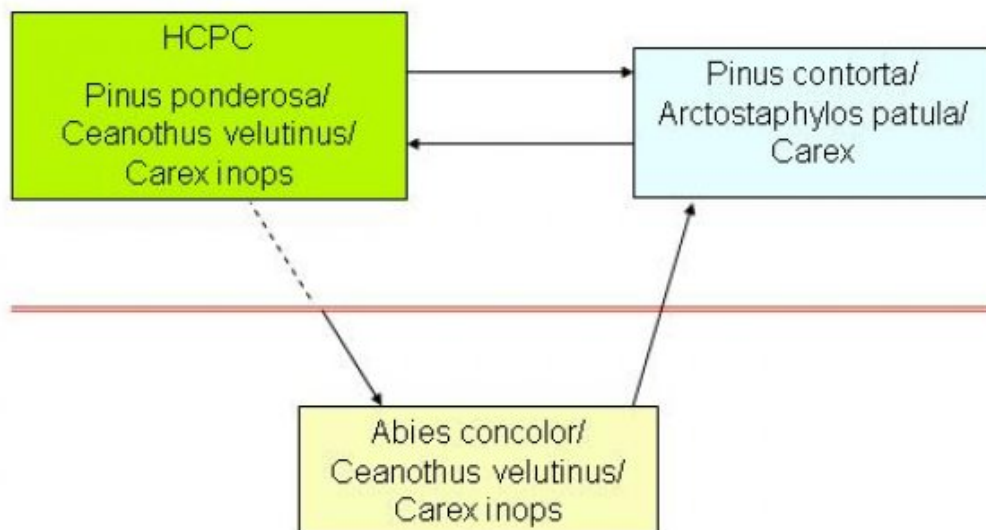 HCPC
Pinus ponderosa/
Ceanothus velutinus/
Carex inops
Pinus contorta/
Arctostaphylos patula/
Carex
Abies concolor/
Ceanothus velutinus/
Carex inops